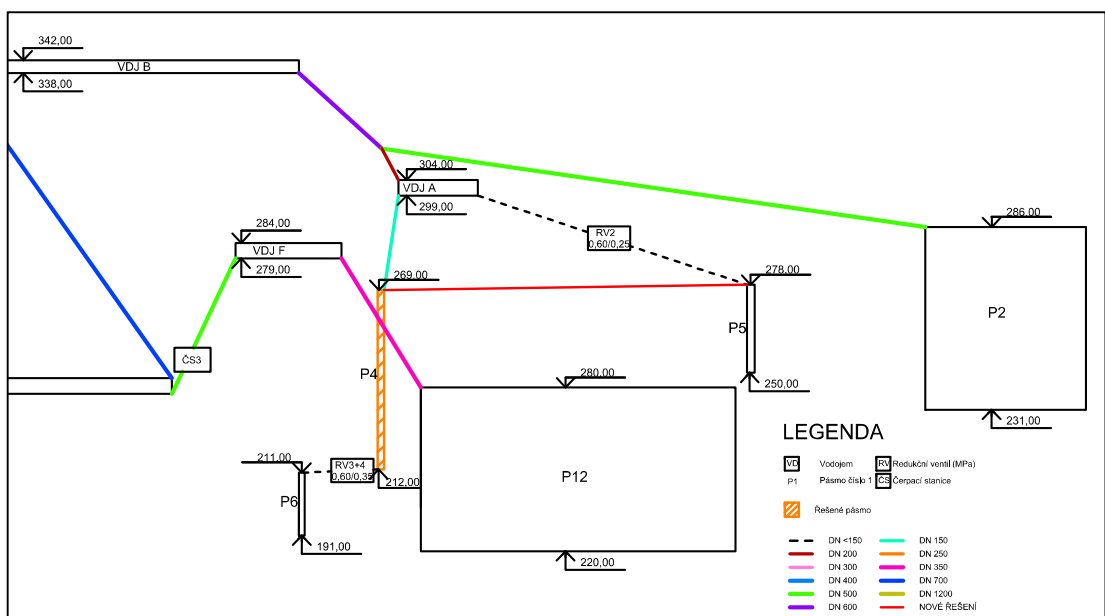 342,00
VDJ B
338,00
304.00
VDJ A
299,00
286.00
RV2
0,60/0,25
284,00
VDJ F
279,00
269.00
278.00
P2
P5
ČS3
P4
280.00
250,00
231,00
LEGENDA
211.00
RV3+4
0,60/0,35
212,00
P12
P6
191,00
220,00
VD Vodojem
RV Redukční ventil (MPa)
P1 Pásmo číslo 1
ČS Čerpací stanice
Řešené pásmo
DN <150
DN 150
DN 200
DN 250
DN 300
DN 350
DN 400
DN 700
DN 500
DN 1200
DN 600
NOVÉ ŘEŠENÍ